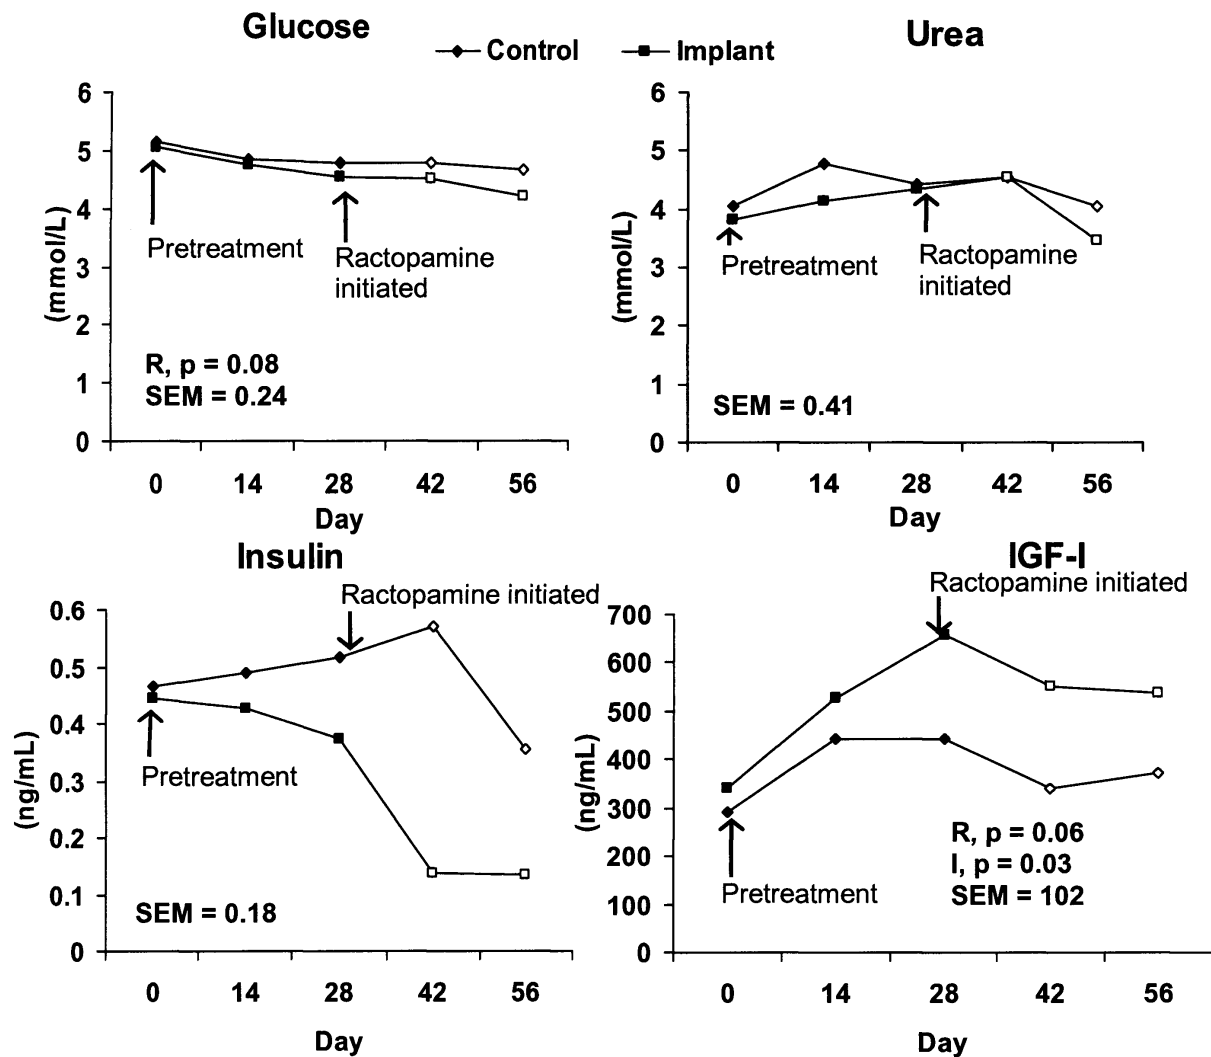 Glucose
Control
Implant
Urea
6
5
4
3
2
1
0
(mmol/L)
Pretreatment
Ractopamine
initiated
R, p = 0.08
SEM = 0.24
0 14 28 42 56
Day
6
5
4
3
2
1
0
(mmol/L)
Pretreatment
Ractopamine
initiated
SEM = 0.41
0 14 28 42 56
Day
Insulin
Ractopamine initiated
0.6
0.5
0.4
0.3
0.2
0.1
0
(ng/mL)
Pretreatment
SEM = 0.18
0 14 28 42 56
Day
IGF-I
Ractopamine initiated
700
600
500
400
300
200
100
0
(ng/mL)
Pretreatment
R, p = 0.06
I, p = 0.03
SEM = 102
0 14 28 42 56
Day